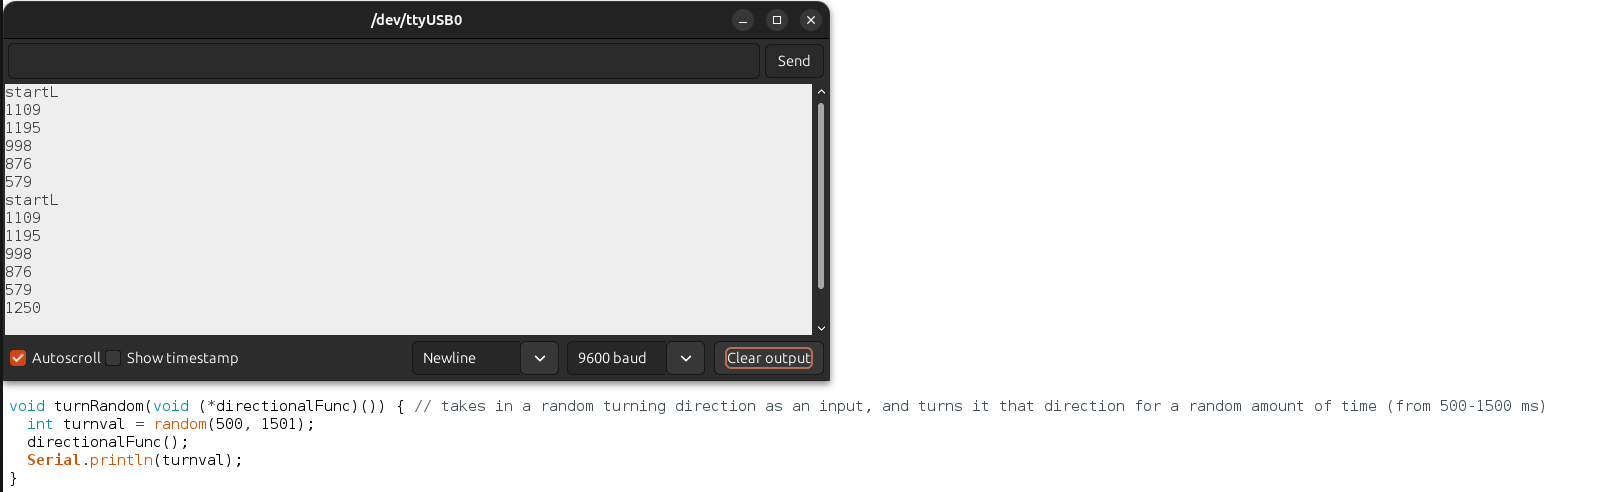 /dev/ttyUSB0
Send
startL
1109
1195
998
876
579
startL
1109
1195
998
876
579
1250
Autoscroll Show timestamp Newline 9600 baud Clear output
void turnRandom(void (*directionalFunc)()) { // takes in a random turning direction as an input, and turns it that direction for a random amount of time (from 500-1500 ms)
int turnval = random(500, 1501);
directionalFunc();
Serial.println(turnval);
}